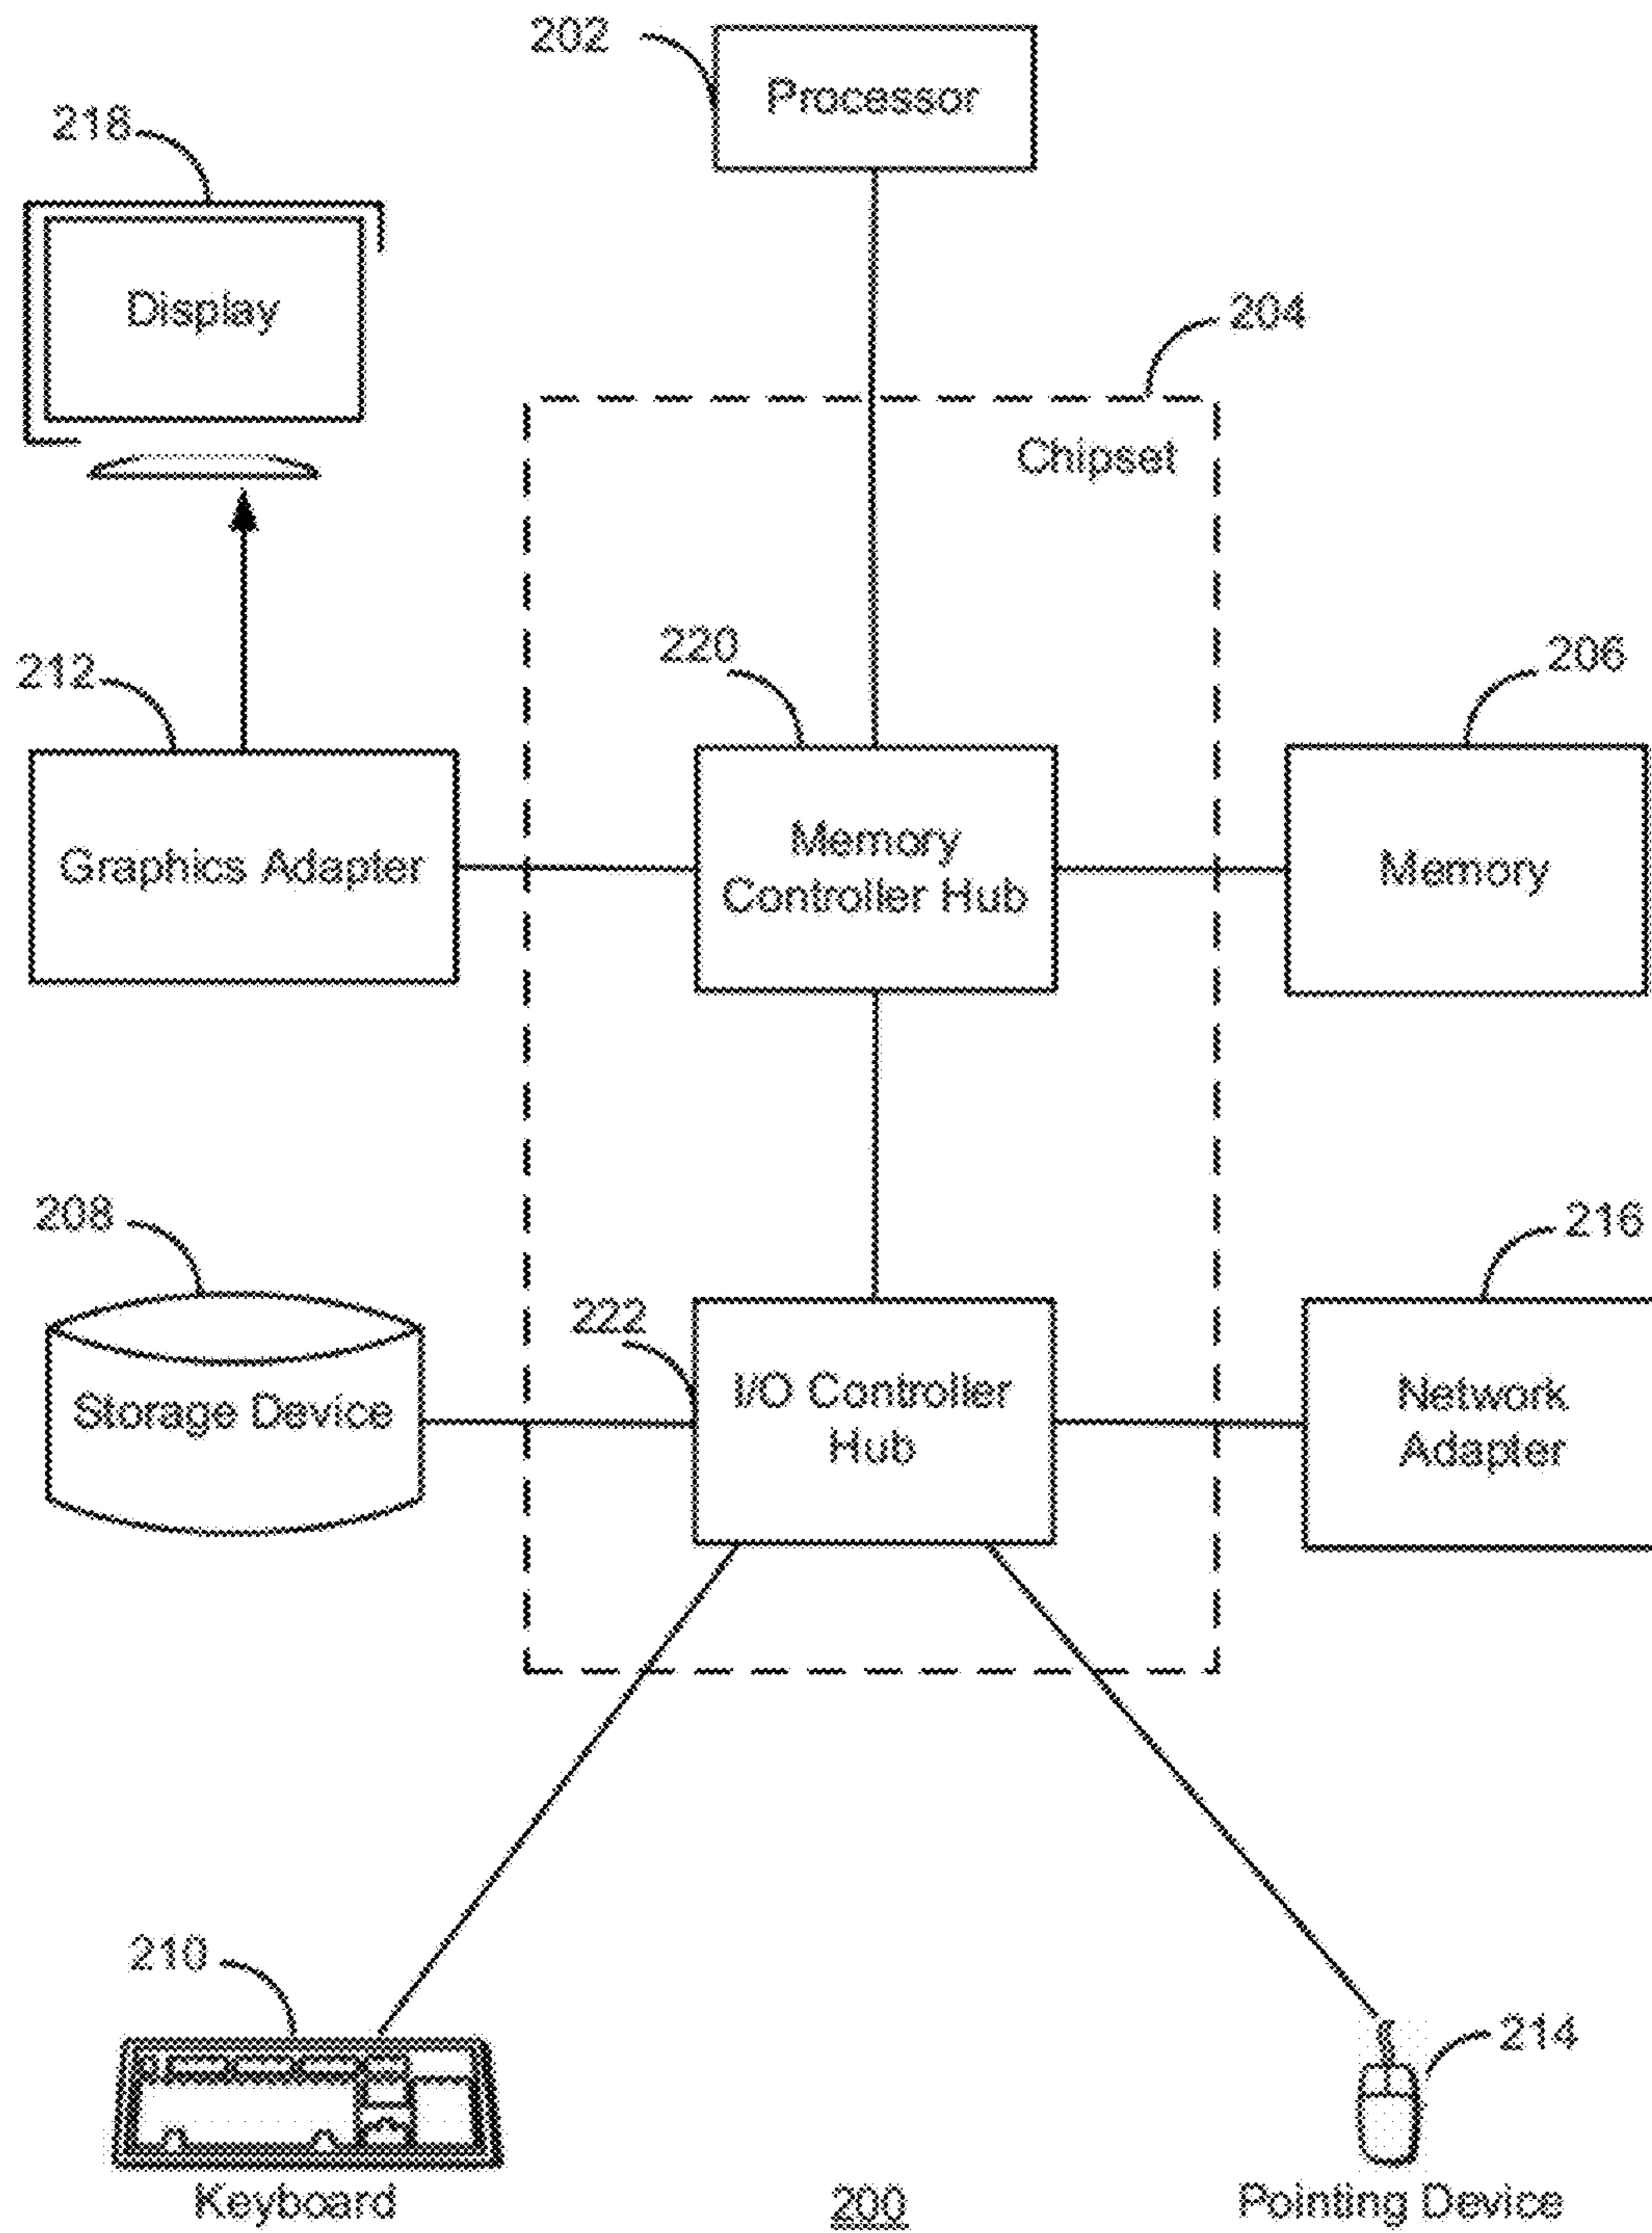 202
Processor
218
Display
204
Chipset
212
220
206
Graphics Adapter
Memory
Controller Hub
Memory
208
222
216
Storage Device
I/O Controller
Hub
Network
Adapter
210
214
Keyboard
200
Pointing Device